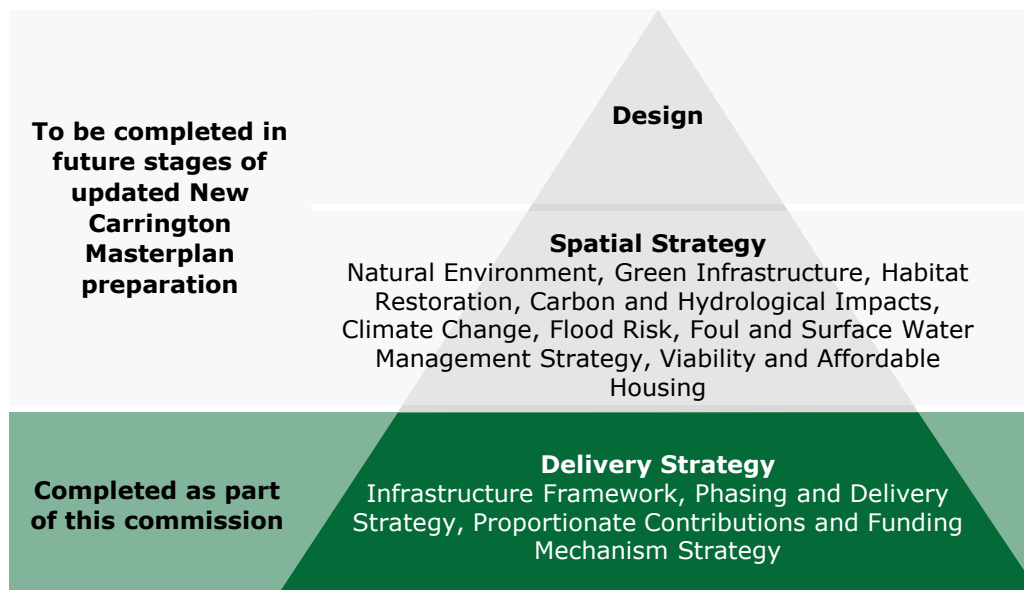 To be completed in
future stages of
updated New
Carrington
Masterplan
preparation
Design
Spatial Strategy
Natural Environment, Green Infrastructure, Habitat
Restoration, Carbon and Hydrological Impacts,
Climate Change, Flood Risk, Foul and Surface Water
Management Strategy, Viability and Affordable
Housing
Completed as part
of this commission
Delivery Strategy
Infrastructure Framework, Phasing and Delivery
Strategy, Proportionate Contributions and Funding
Mechanism Strategy